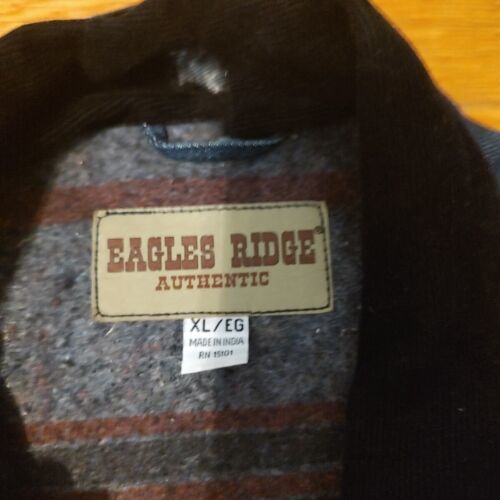 EAGLES RIDGE®
AUTHENTIC
XL/EG
MADE IN INDIA
RN 15101